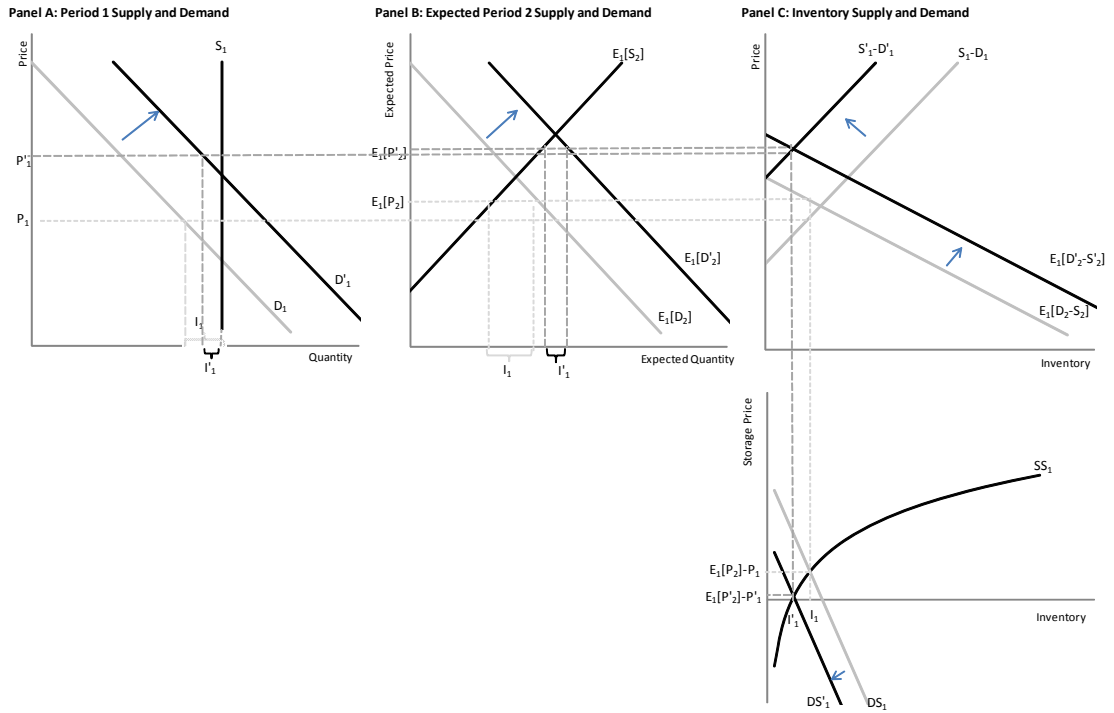 Panel A: Period 1 Supply and Demand
Panel B: Expected Period 2 Supply and Demand
Panel C: Inventory Supply and Demand
Price
S₁
P'₁
P₁
D'₁
D₁
I₁
I'₁
Quantity
Expected Price
E₁[S₂]
E₁[P'₂]
E₁[P₂]
E₁[D'₂]
E₁[D₂]
I₁
I'₁
Expected Quantity
Price
S'₁-D'₁
S₁-D₁
E₁[D'₂-S'₂]
E₁[D₂-S₂]
Inventory
Storage Price
SS₁
E₁[P₂]-P₁
E₁[P'₂]-P'₁
I'₁
I₁
Inventory
DS'₁
DS₁